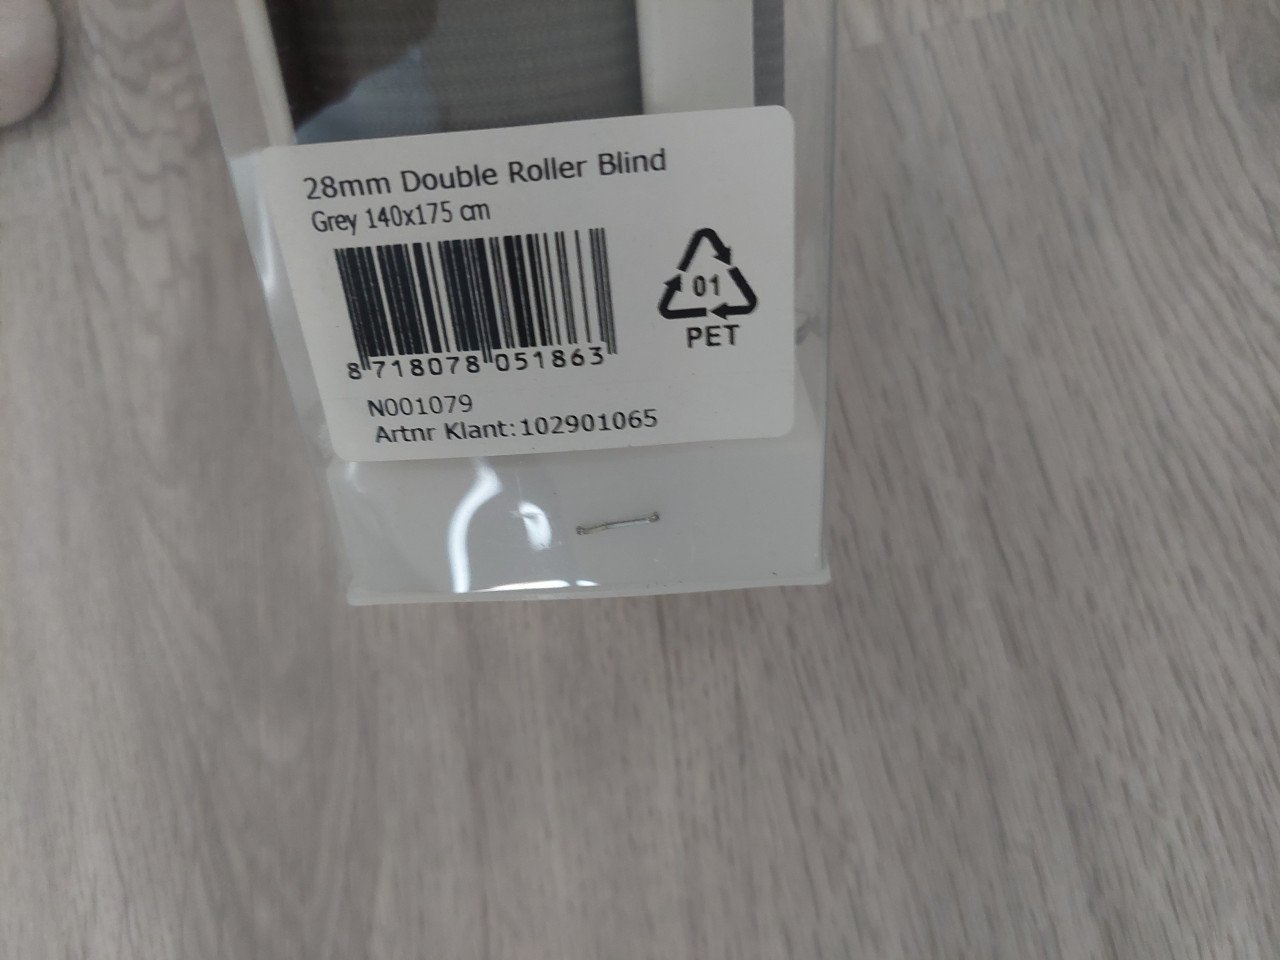 28mm Double Roller Blind
Grey 140x175 cm
8 718078 051863
01
PET
N001079
Artnr Klant:102901065